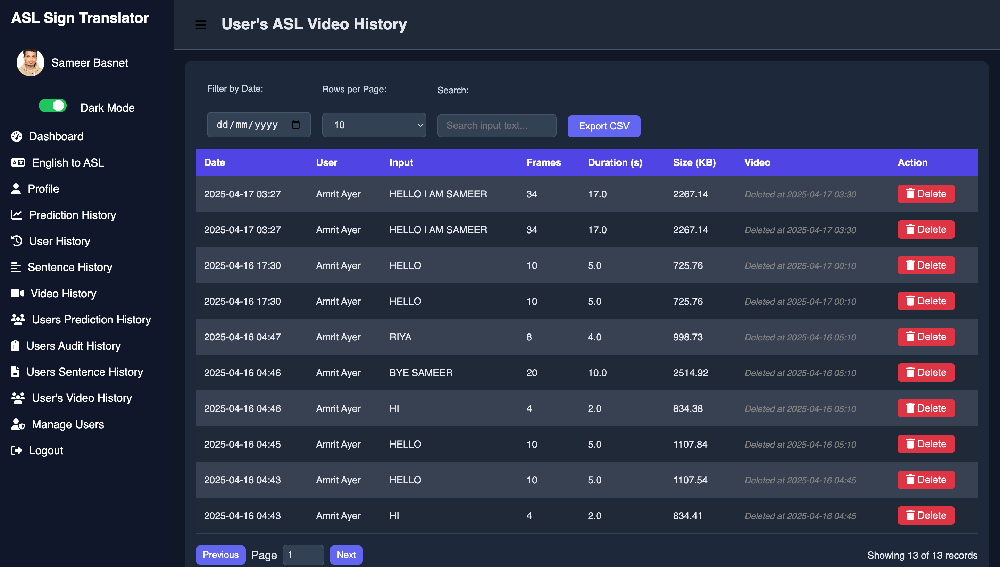 ASL Sign Translator
Sameer Basnet
Dark Mode
Dashboard
English to ASL
Profile
Prediction History
User History
Sentence History
Video History
Users Prediction History
Users Audit History
Users Sentence History
User's Video History
Manage Users
Logout
User's ASL Video History
Filter by Date: Rows per Page: Search:
dd/mm/yyyy 10 Search input text... Export CSV
Date User Input Frames Duration (s) Size (KB) Video Action
2025-04-17 03:27 Amrit Ayer HELLO I AM SAMEER 34 17.0 2267.14 Deleted at 2025-04-17 03:30 Delete
2025-04-17 03:27 Amrit Ayer HELLO I AM SAMEER 34 17.0 2267.14 Deleted at 2025-04-17 03:30 Delete
2025-04-16 17:30 Amrit Ayer HELLO 10 5.0 725.76 Deleted at 2025-04-17 00:10 Delete
2025-04-16 17:30 Amrit Ayer HELLO 10 5.0 725.76 Deleted at 2025-04-17 00:10 Delete
2025-04-16 04:47 Amrit Ayer RIYA 8 4.0 998.73 Deleted at 2025-04-16 05:10 Delete
2025-04-16 04:46 Amrit Ayer BYE SAMEER 20 10.0 2514.92 Deleted at 2025-04-16 05:10 Delete
2025-04-16 04:46 Amrit Ayer HI 4 2.0 834.38 Deleted at 2025-04-16 05:10 Delete
2025-04-16 04:45 Amrit Ayer HELLO 10 5.0 1107.84 Deleted at 2025-04-16 05:10 Delete
2025-04-16 04:43 Amrit Ayer HELLO 10 5.0 1107.54 Deleted at 2025-04-16 04:45 Delete
2025-04-16 04:43 Amrit Ayer HI 4 2.0 834.41 Deleted at 2025-04-16 04:45 Delete
Previous Page 1 Next Showing 13 of 13 records